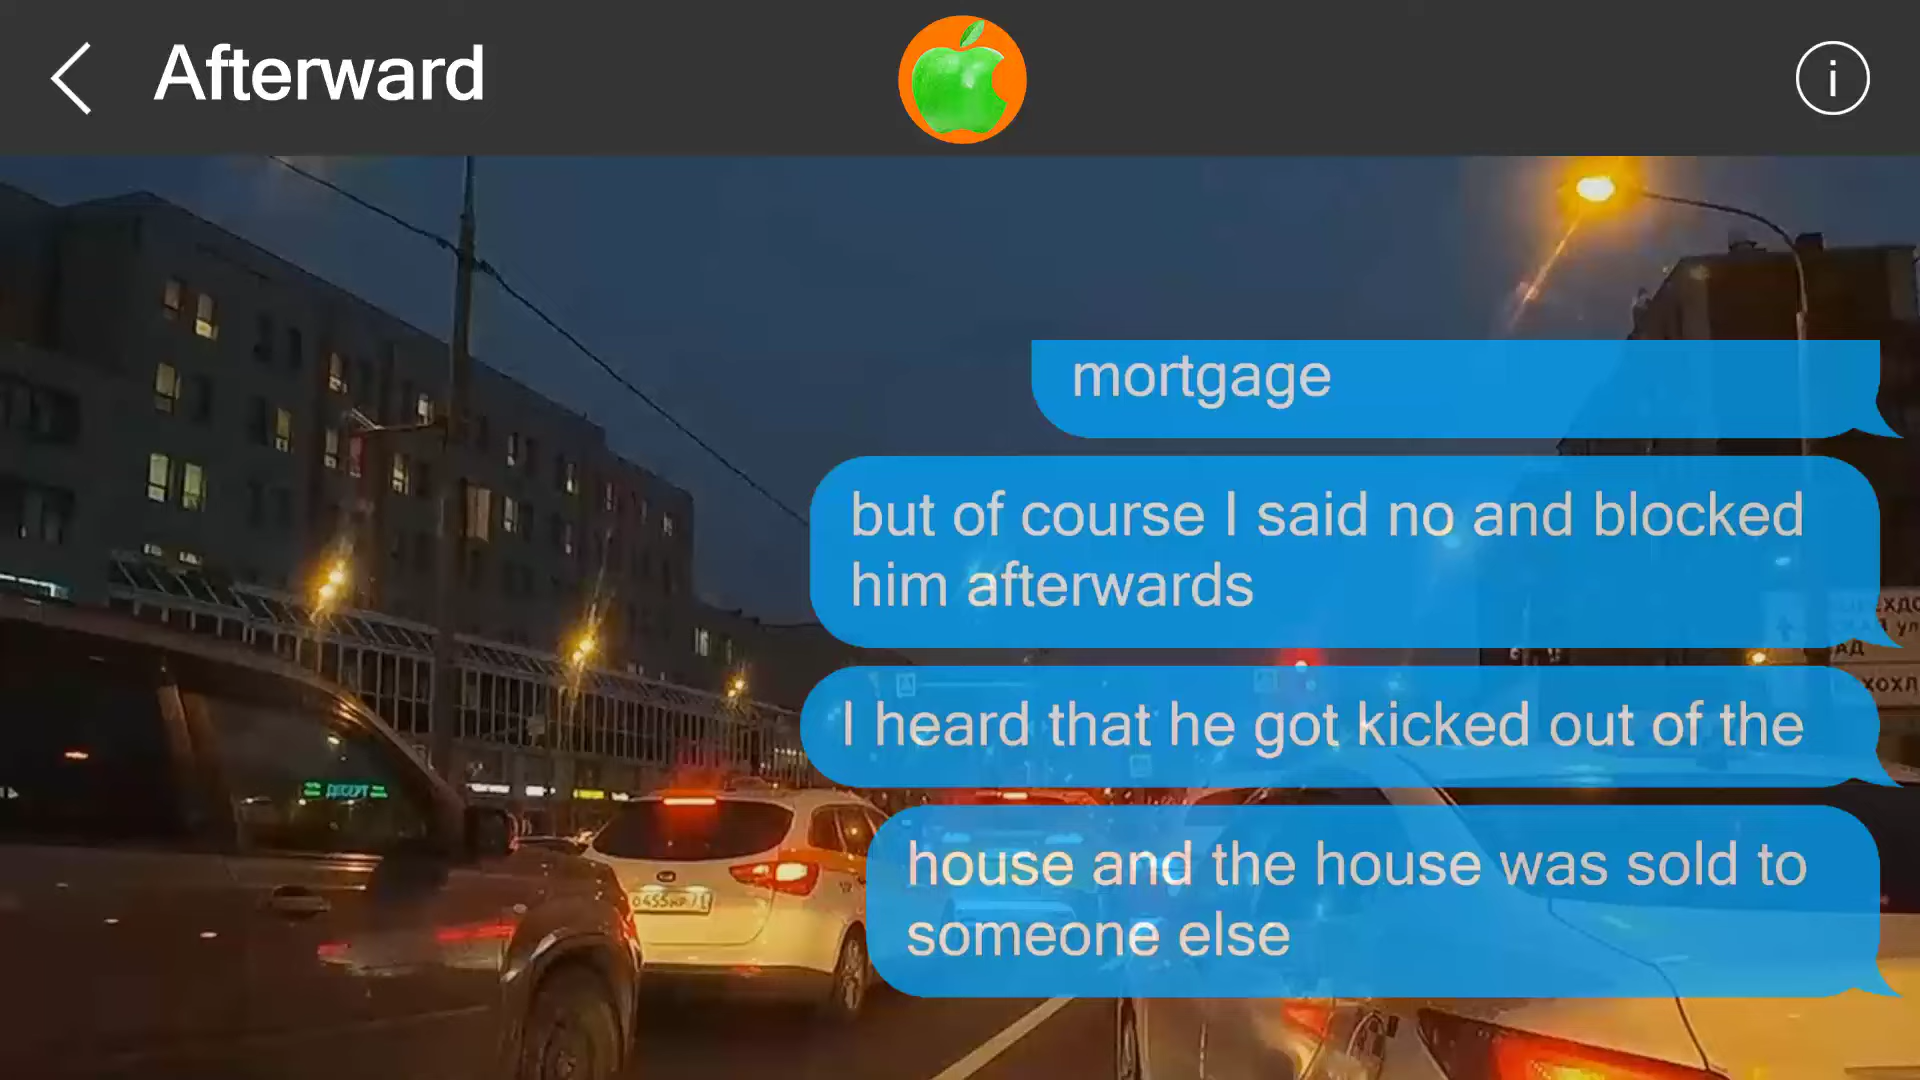 Afterward
i
mortgage
but of course I said no and blocked
him afterwards
I heard that he got kicked out of the
house and the house was sold to
someone else
ДЕСЕРТ